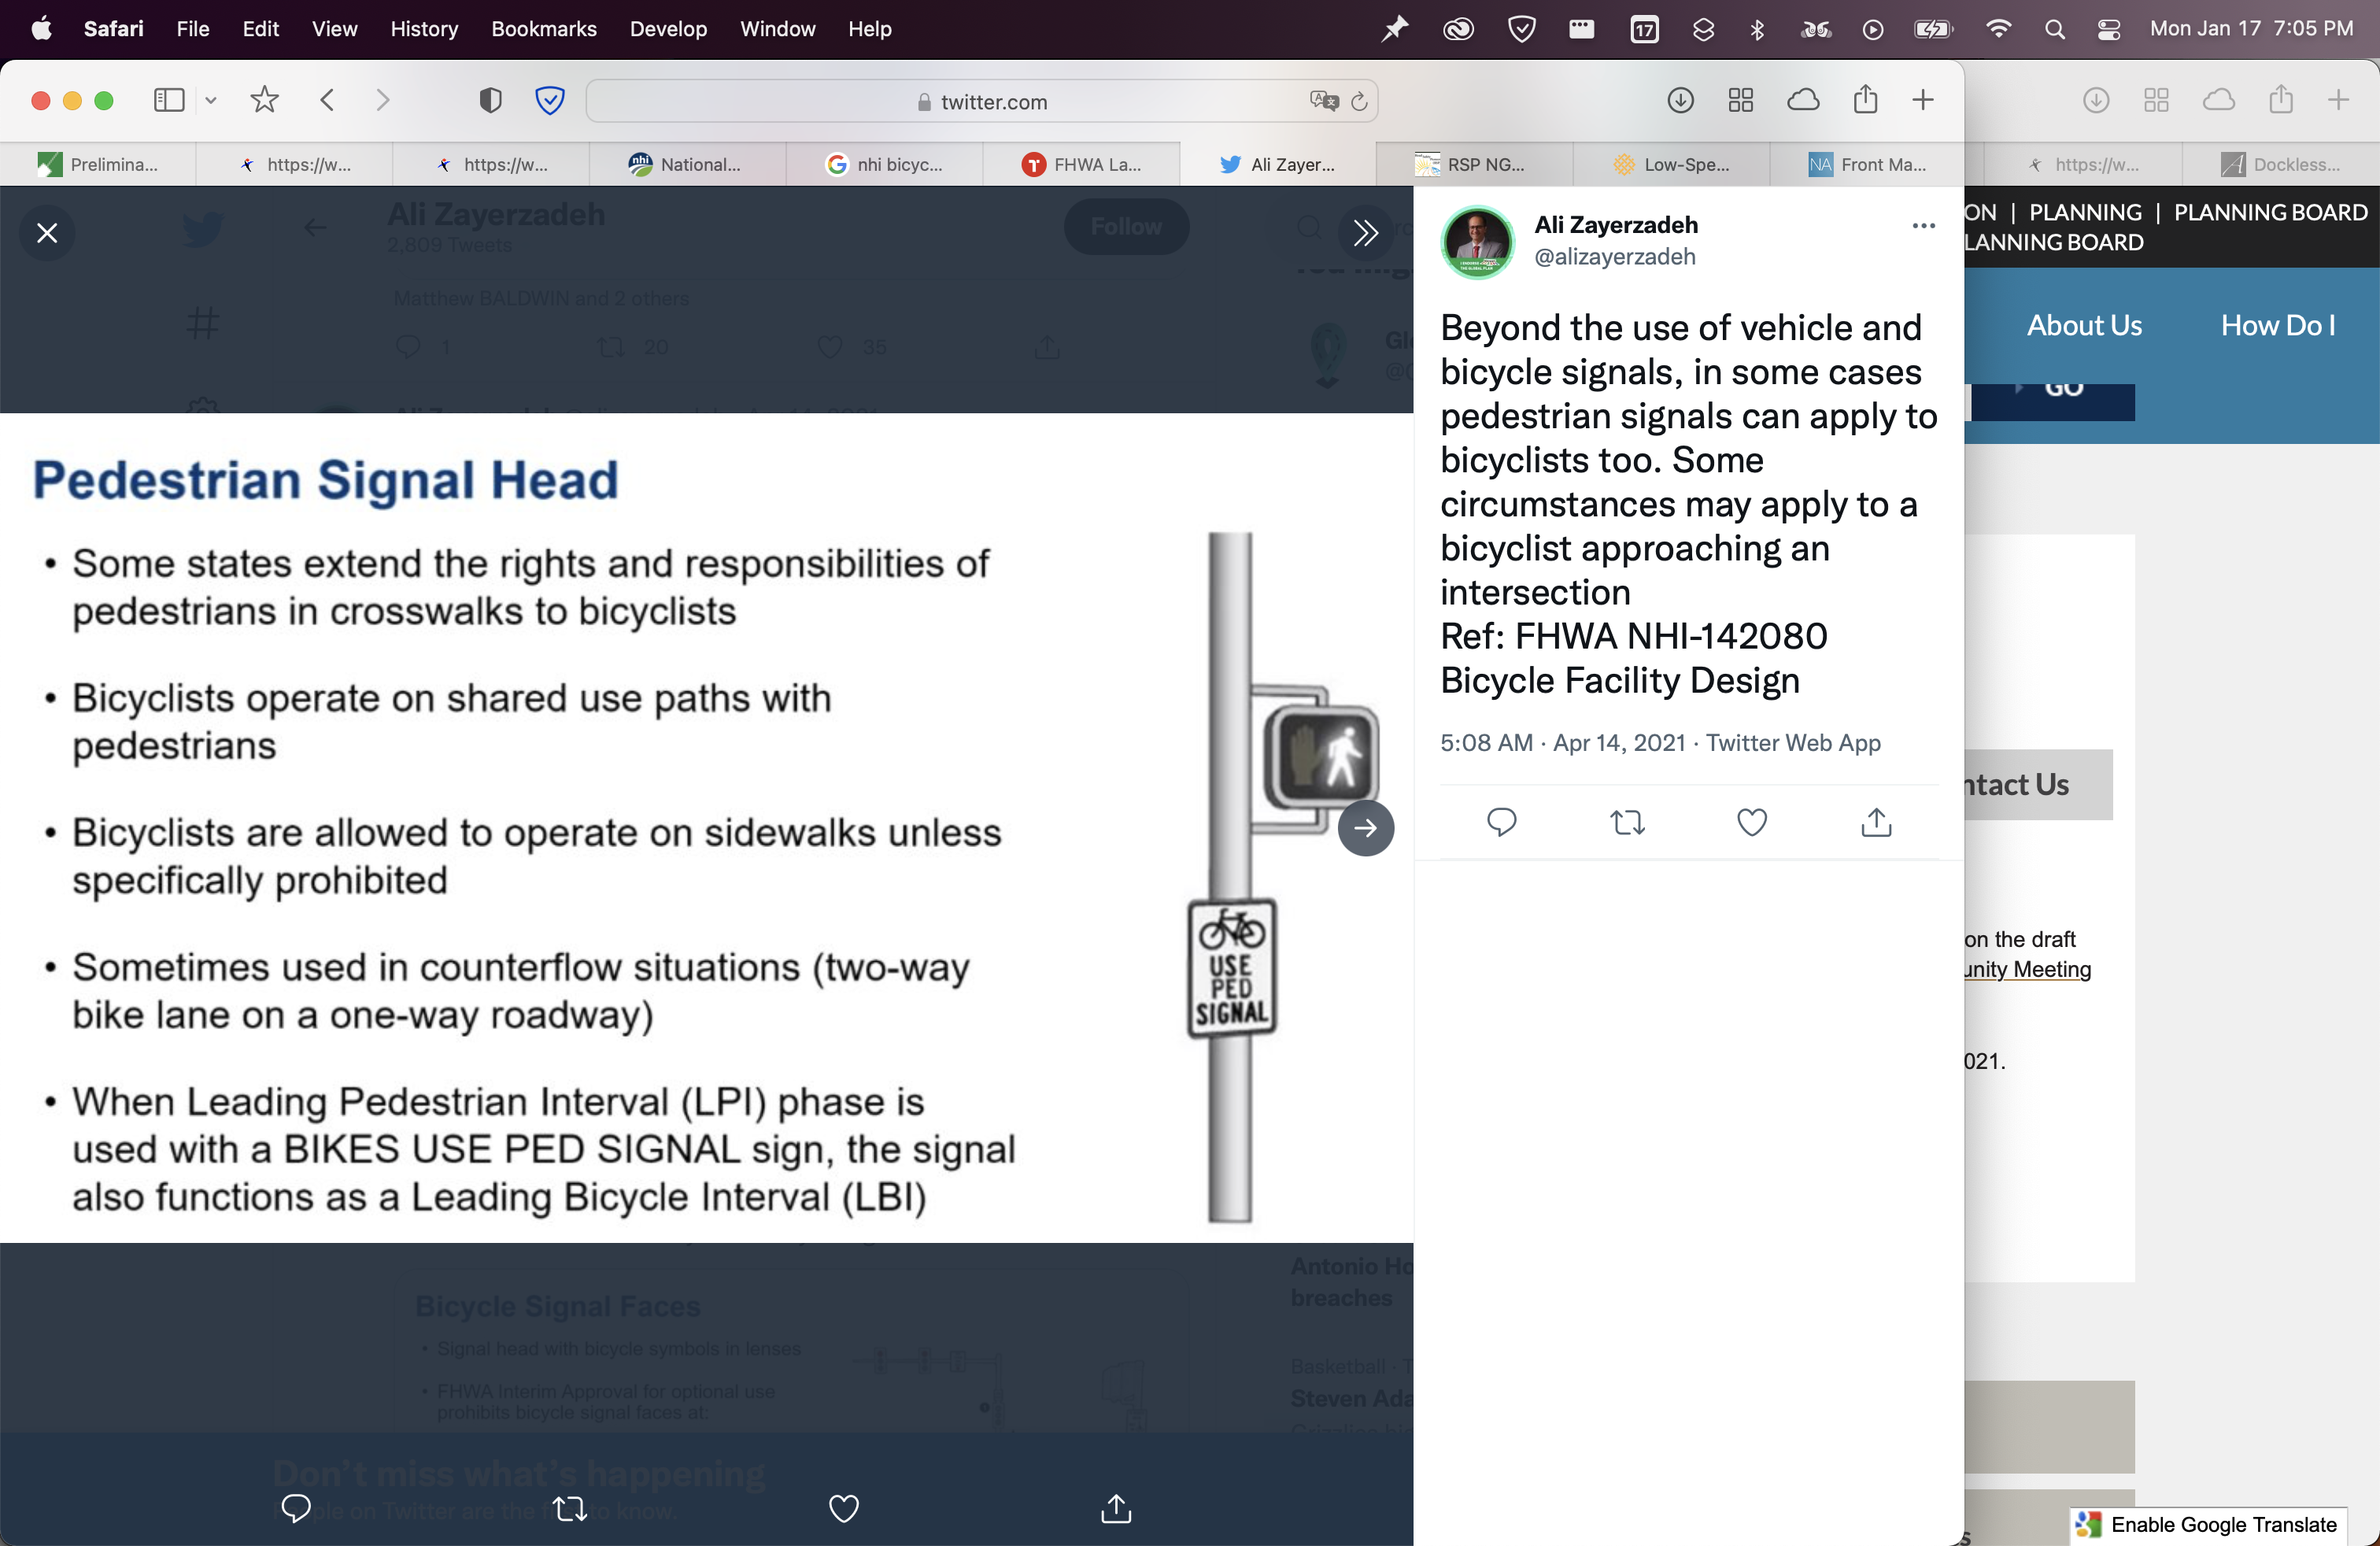 Safari File Edit View History Bookmarks Develop Window Help
17
Mon Jan 17 7:05 PM
twitter.com
Prelimina...
https://w...
https://w...
nhi National...
nhi bicyc...
FHWA La...
Ali Zayer...
RSP NG...
Low-Spe...
NA Front Ma...
https://w...
Dockless...
Ali Zayerzadeh
2,809 Tweets
Follow
Matthew BALDWIN and 2 others
1 20 35
Pedestrian Signal Head
• Some states extend the rights and responsibilities of
pedestrians in crosswalks to bicyclists
• Bicyclists operate on shared use paths with
pedestrians
• Bicyclists are allowed to operate on sidewalks unless
specifically prohibited
• Sometimes used in counterflow situations (two-way
bike lane on a one-way roadway)
• When Leading Pedestrian Interval (LPI) phase is
used with a BIKES USE PED SIGNAL sign, the signal
also functions as a Leading Bicycle Interval (LBI)
USE
PED
SIGNAL
Bicycle Signal Faces
• Signal head with bicycle symbols in lenses
• FHWA Interim Approval for optional use
prohibits bicycle signal faces at:
Antonio Ho
breaches
Basketball · T
Steven Ada
Don't miss what's happening
People on Twitter are the first to know.
Ali Zayerzadeh
@alizayerzadeh
Beyond the use of vehicle and
bicycle signals, in some cases
pedestrian signals can apply to
bicyclists too. Some
circumstances may apply to a
bicyclist approaching an
intersection
Ref: FHWA NHI-142080
Bicycle Facility Design
5:08 AM · Apr 14, 2021 · Twitter Web App
ON | PLANNING | PLANNING BOARD
LANNING BOARD
About Us How Do I
GO
ntact Us
on the draft
unity Meeting
021.
Enable Google Translate